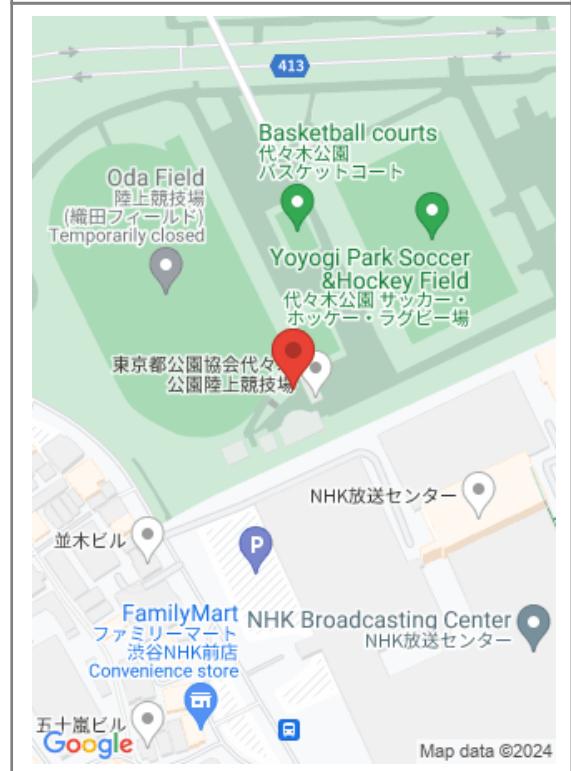 413
Basketball courts
代々木公園
バスケットコート
Oda Field
陸上競技場
(織田フィールド)
Temporarily closed
Yoyogi Park Soccer
&Hockey Field
代々木公園 サッカー・
ホッケー・ラグビー場
東京都公園協会代々
公園陸上競技場
NHK放送センター
並木ビル
P
FamilyMart
ファミリーマート
渋谷NHK前店
Convenience store
NHK Broadcasting Center
NHK放送センター
五十嵐ビル
Google
Map data ©2024